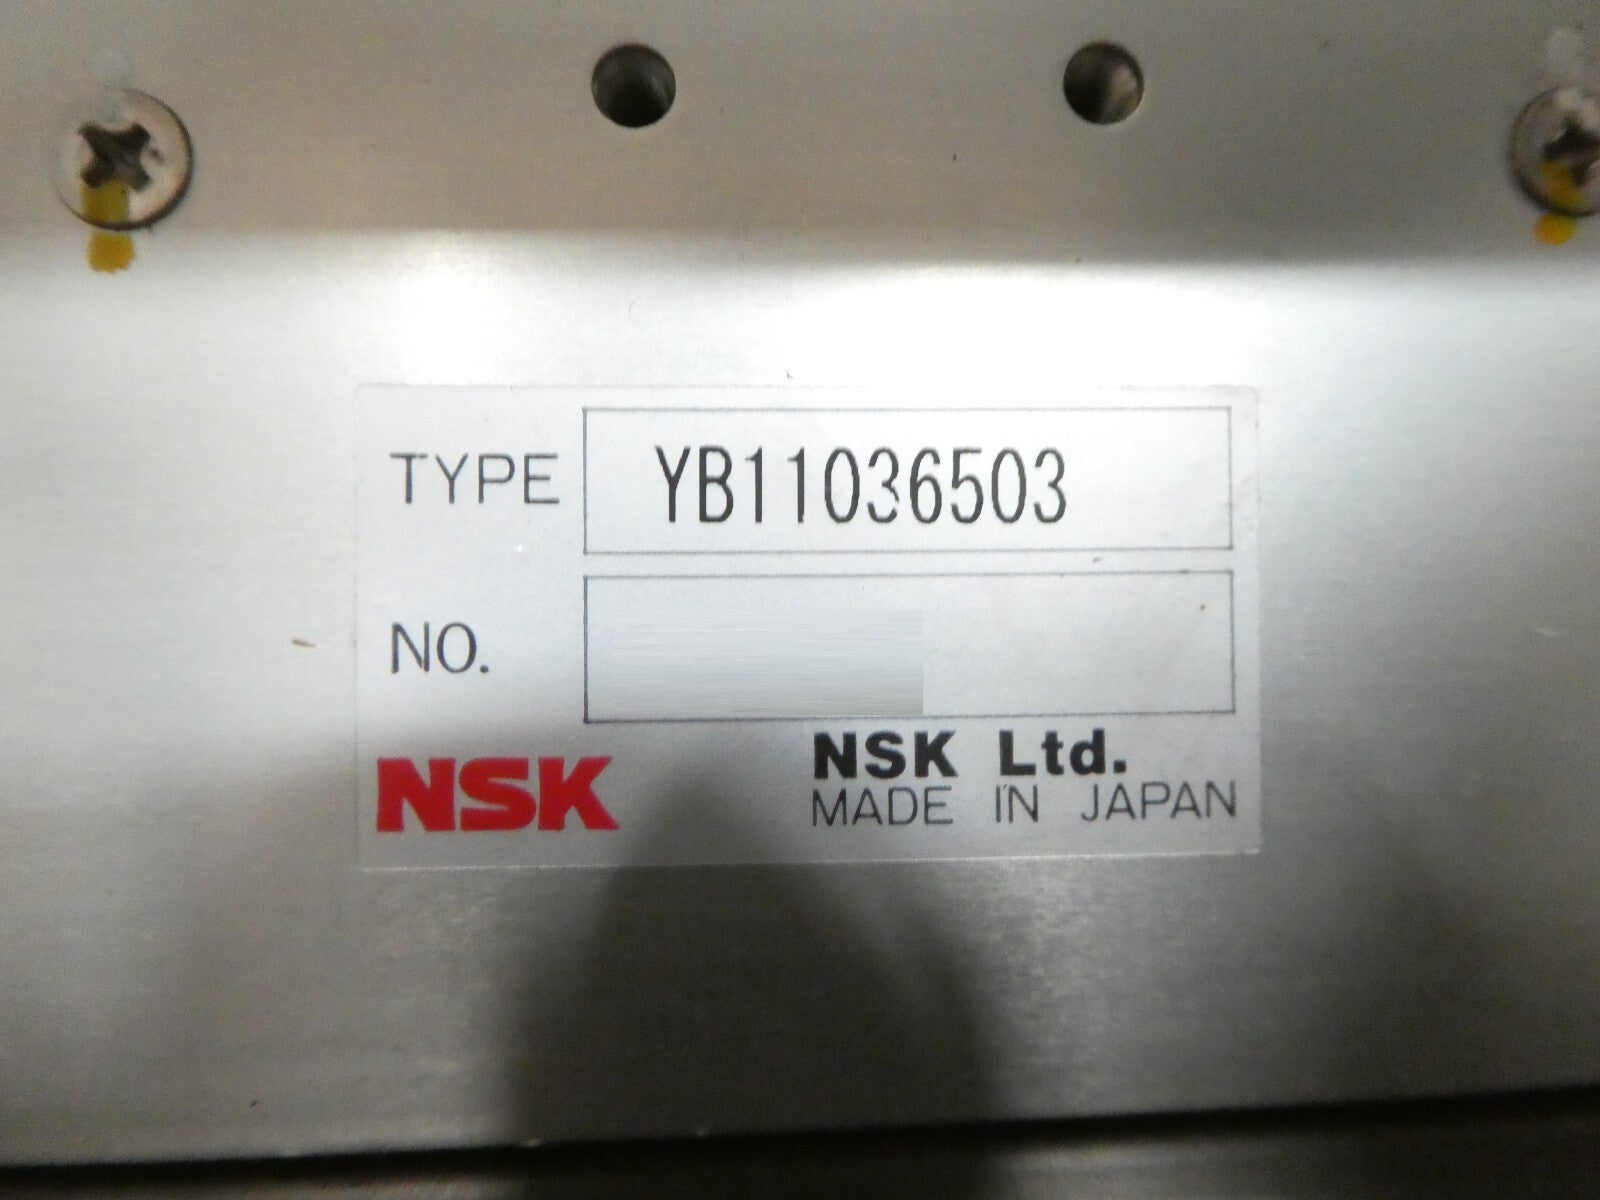 TYPE YB11036503
NO.
NSK NSK Ltd.
MADE IN JAPAN